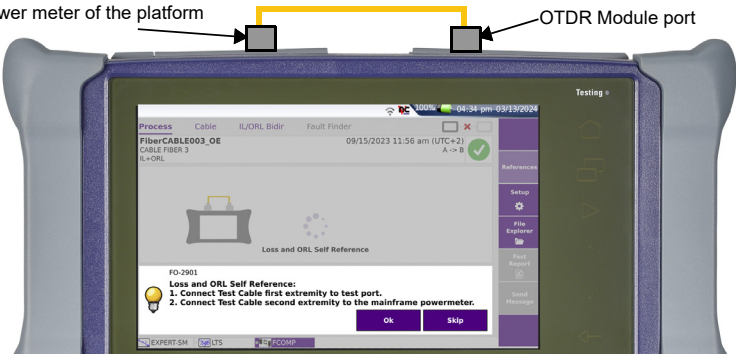 wer meter of the platform
OTDR Module port
Testing
100% 04:34 pm 03/13/2024
Process Cable IL/ORL Bidir Fault Finder
FiberCABLE003_OE 09/15/2023 11:56 am (UTC+2)
CABLE FIBER 3 A -> B
IL+ORL
References
Setup
File
Explorer
Loss and ORL Self Reference
Fast
Report
FO-2901
Loss and ORL Self Reference:
1. Connect Test Cable first extremity to test port.
2. Connect Test Cable second extremity to the mainframe powermeter.
Send
Message
Ok Skip
EXPERT-SM LTS FCOMP